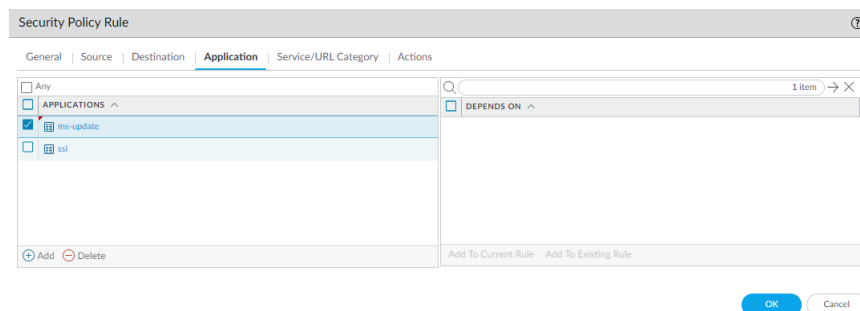 Security Policy Rule
General | Source | Destination | Application | Service/URL Category | Actions
Any
1 item
APPLICATIONS
DEPENDS ON
ms-update
ssl
Add Delete
Add To Current Rule Add To Existing Rule
OK Cancel